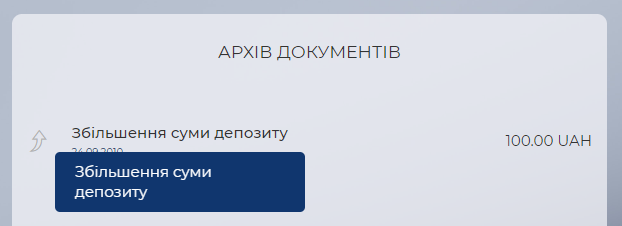 АРХІВ ДОКУМЕНТІВ
Збільшення суми депозиту
100.00 UAH
Збільшення суми
депозиту